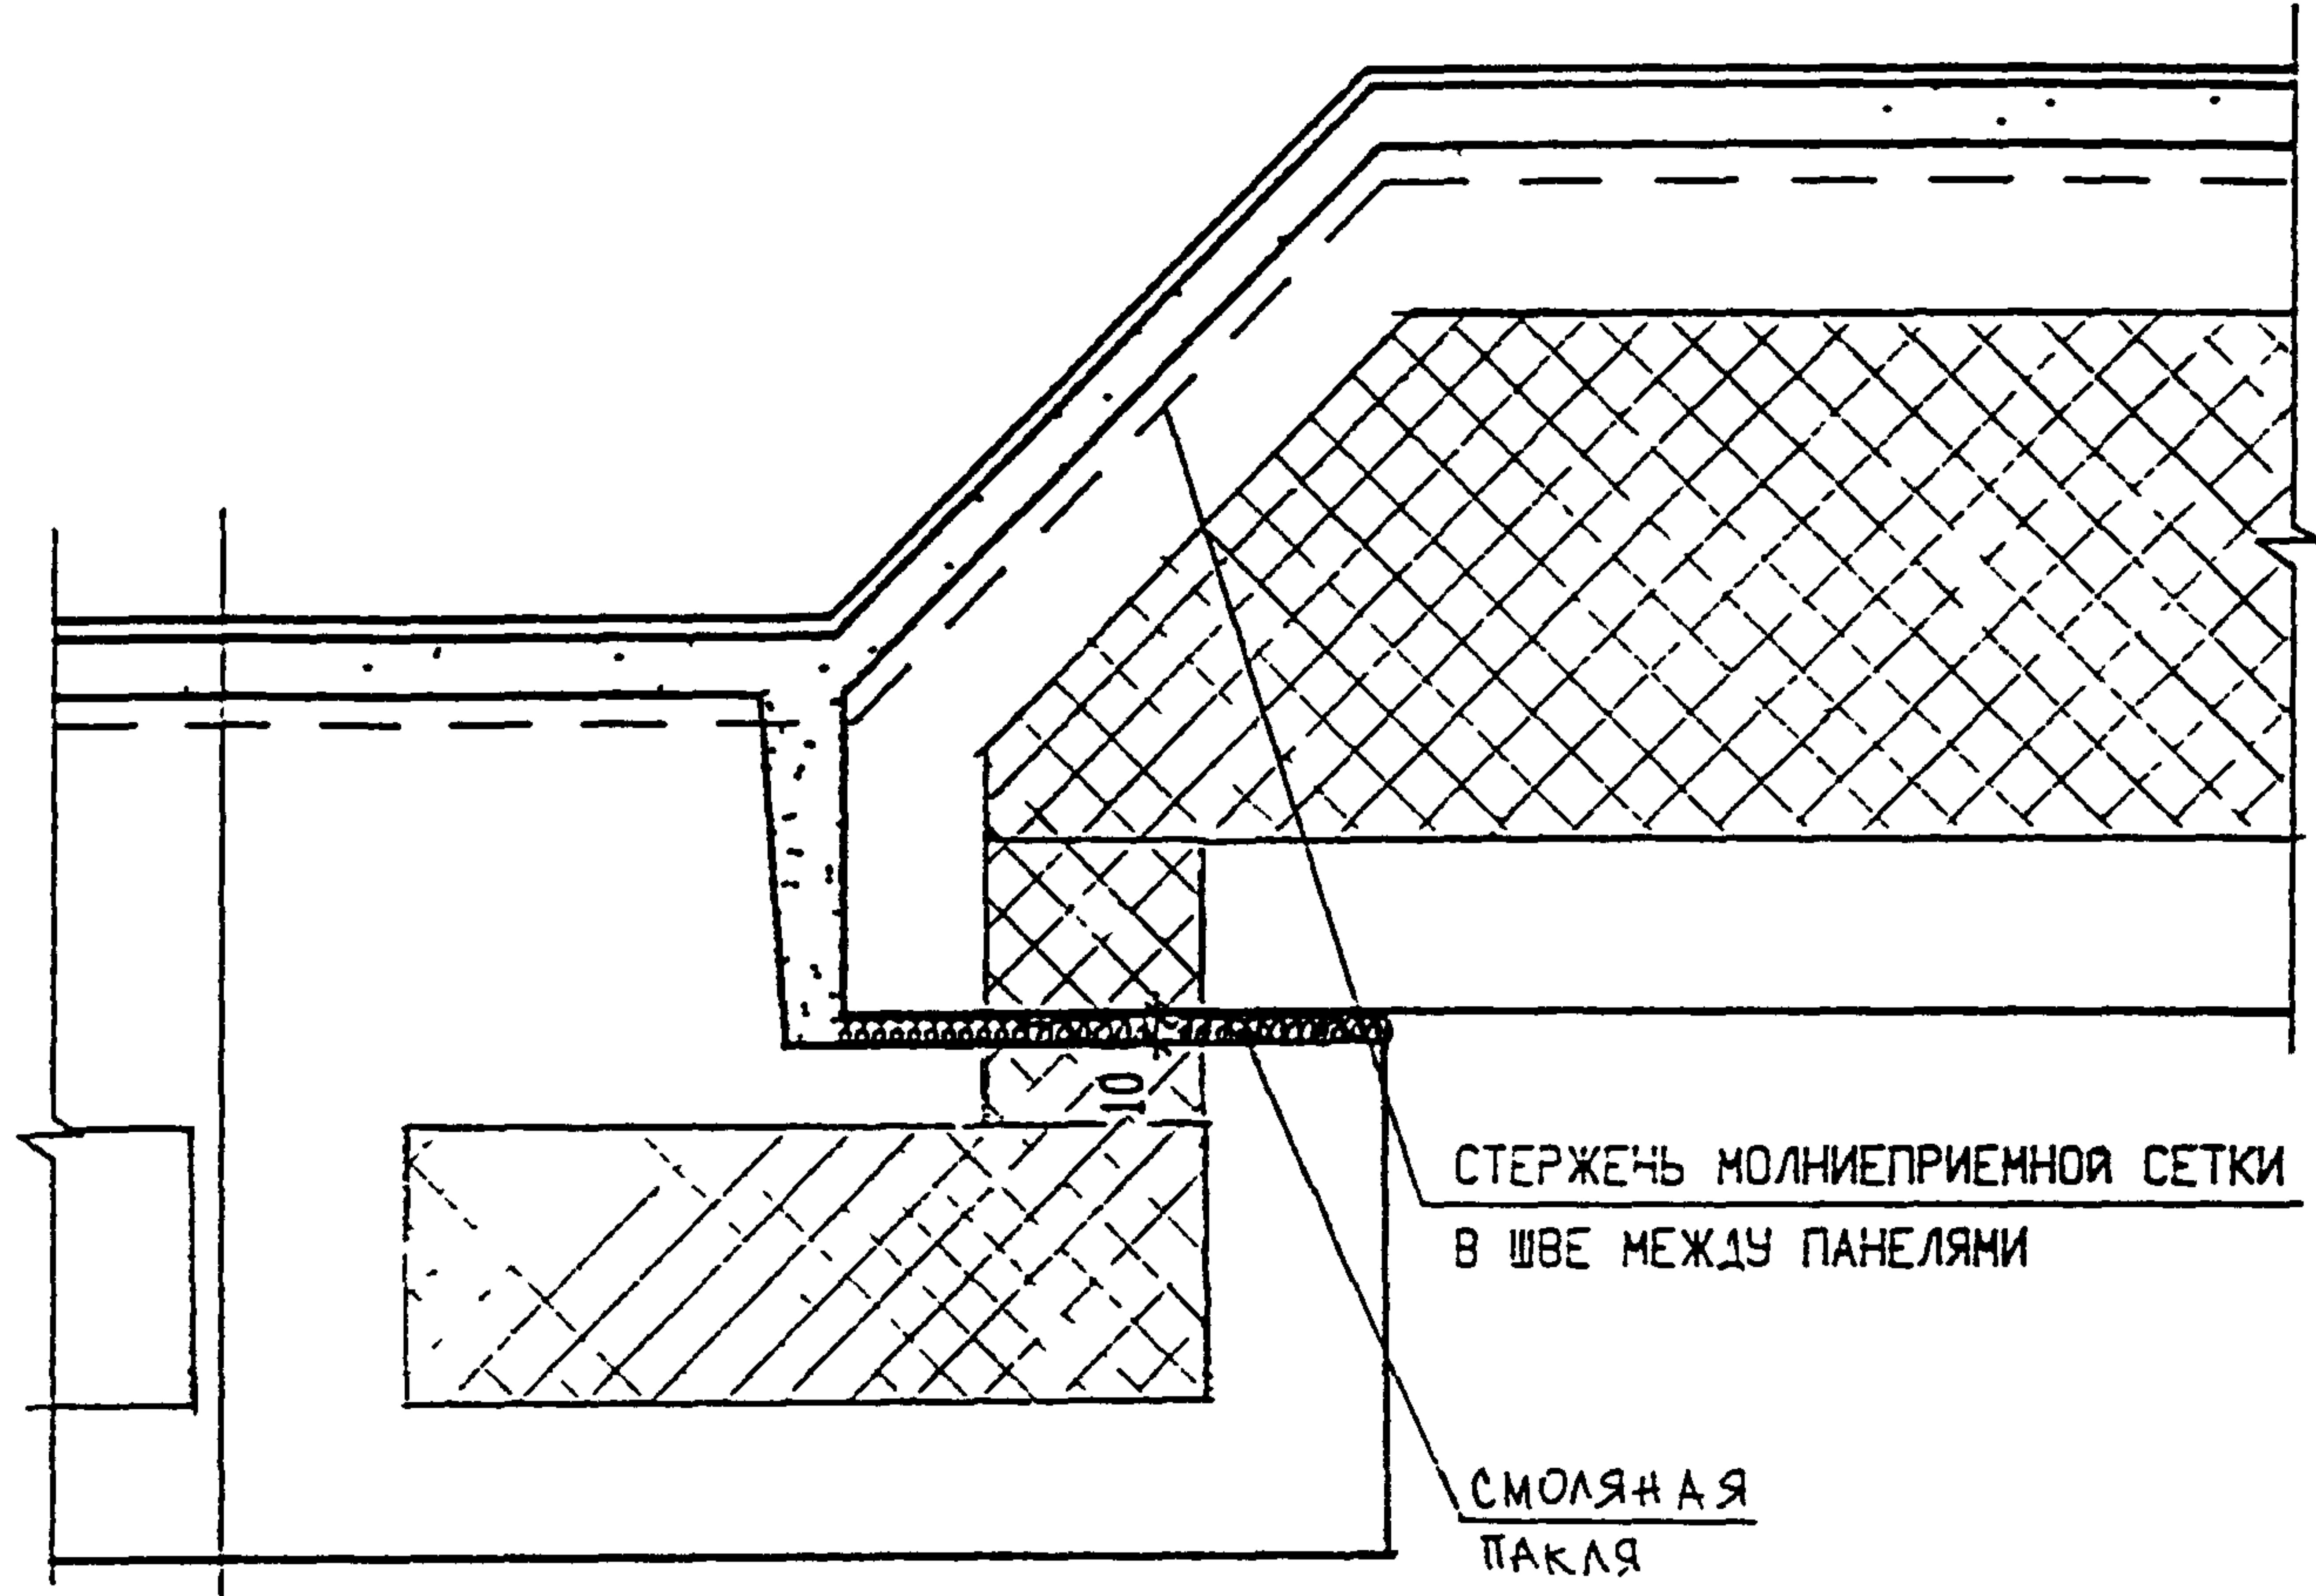 10
СТЕРЖЕНЬ МОЛНИЕПРИЕМНОЙ СЕТКИ
В ШВЕ МЕЖДУ ПАНЕЛЯМИ
СМОЛЯНАЯ
ПАКЛЯ